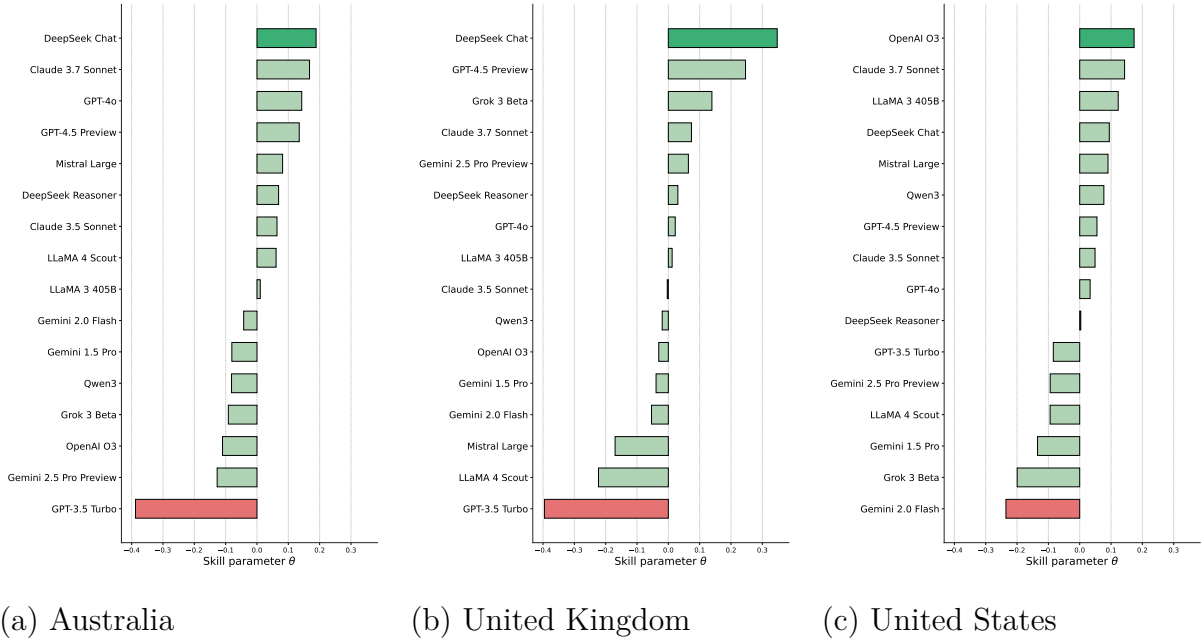 DeepSeek Chat
Claude 3.7 Sonnet
GPT-4o
GPT-4.5 Preview
Mistral Large
DeepSeek Reasoner
Claude 3.5 Sonnet
LLaMA 4 Scout
LLaMA 3 405B
Gemini 2.0 Flash
Gemini 1.5 Pro
Qwen3
Grok 3 Beta
OpenAI O3
Gemini 2.5 Pro Preview
GPT-3.5 Turbo
−0.4 −0.3 −0.2 −0.1 0.0 0.1 0.2 0.3
Skill parameter θ
(a) Australia
DeepSeek Chat
GPT-4.5 Preview
Grok 3 Beta
Claude 3.7 Sonnet
Gemini 2.5 Pro Preview
DeepSeek Reasoner
GPT-4o
LLaMA 3 405B
Claude 3.5 Sonnet
Qwen3
OpenAI O3
Gemini 1.5 Pro
Gemini 2.0 Flash
Mistral Large
LLaMA 4 Scout
GPT-3.5 Turbo
−0.4 −0.3 −0.2 −0.1 0.0 0.1 0.2 0.3
Skill parameter θ
(b) United Kingdom
OpenAI O3
Claude 3.7 Sonnet
LLaMA 3 405B
DeepSeek Chat
Mistral Large
Qwen3
GPT-4.5 Preview
Claude 3.5 Sonnet
GPT-4o
DeepSeek Reasoner
GPT-3.5 Turbo
Gemini 2.5 Pro Preview
LLaMA 4 Scout
Gemini 1.5 Pro
Grok 3 Beta
Gemini 2.0 Flash
−0.4 −0.3 −0.2 −0.1 0.0 0.1 0.2 0.3
Skill parameter θ
(c) United States